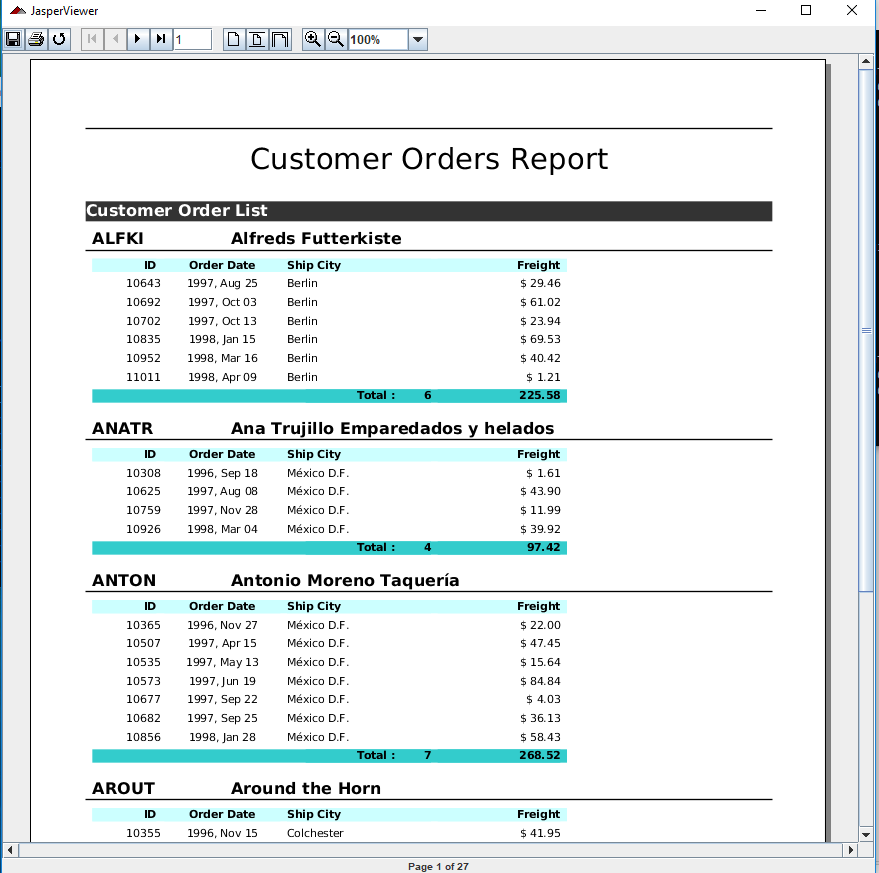 JasperViewer
1
100%
Customer Orders Report
Customer Order List
ALFKI Alfreds Futterkiste
ID Order Date Ship City Freight
10643 1997, Aug 25 Berlin $ 29.46
10692 1997, Oct 03 Berlin $ 61.02
10702 1997, Oct 13 Berlin $ 23.94
10835 1998, Jan 15 Berlin $ 69.53
10952 1998, Mar 16 Berlin $ 40.42
11011 1998, Apr 09 Berlin $ 1.21
Total : 6 225.58
ANATR Ana Trujillo Emparedados y helados
ID Order Date Ship City Freight
10308 1996, Sep 18 México D.F. $ 1.61
10625 1997, Aug 08 México D.F. $ 43.90
10759 1997, Nov 28 México D.F. $ 11.99
10926 1998, Mar 04 México D.F. $ 39.92
Total : 4 97.42
ANTON Antonio Moreno Taquería
ID Order Date Ship City Freight
10365 1996, Nov 27 México D.F. $ 22.00
10507 1997, Apr 15 México D.F. $ 47.45
10535 1997, May 13 México D.F. $ 15.64
10573 1997, Jun 19 México D.F. $ 84.84
10677 1997, Sep 22 México D.F. $ 4.03
10682 1997, Sep 25 México D.F. $ 36.13
10856 1998, Jan 28 México D.F. $ 58.43
Total : 7 268.52
AROUT Around the Horn
ID Order Date Ship City Freight
10355 1996, Nov 15 Colchester $ 41.95
Page 1 of 27